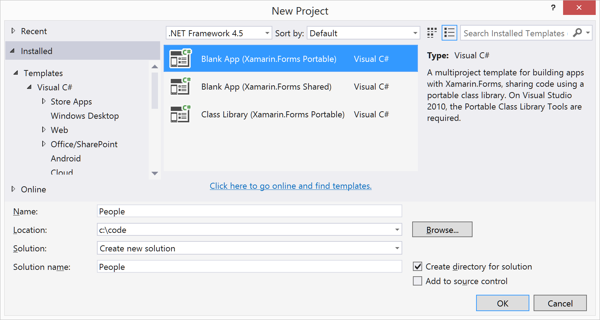 New Project
Recent
.NET Framework 4.5
Sort by: Default
Search Installed Templates
Installed
Templates
Visual C#
Store Apps
Windows Desktop
Web
Office/SharePoint
Android
Cloud
Online
C#
Blank App (Xamarin.Forms Portable) Visual C#
C#
Blank App (Xamarin.Forms Shared) Visual C#
C#
Class Library (Xamarin.Forms Portable) Visual C#
Click here to go online and find templates.
Type: Visual C#
A multiproject template for building apps
with Xamarin.Forms, sharing code using a
portable class library. On Visual Studio
2010, the Portable Class Library Tools are
required.
Name: People
Location: c:\code
Browse...
Solution: Create new solution
Solution name: People
Create directory for solution
Add to source control
OK
Cancel